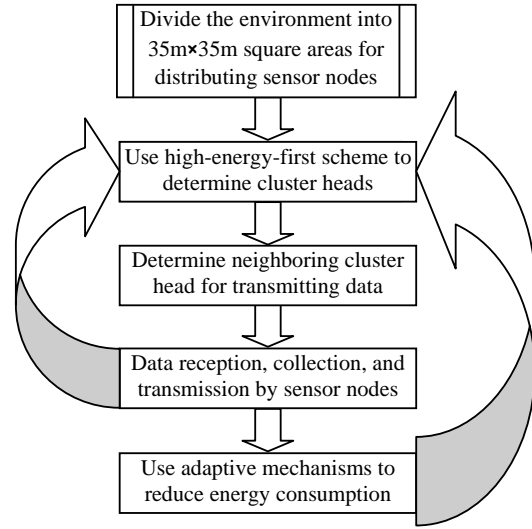 Divide the environment into
35m×35m square areas for
distributing sensor nodes
Use high-energy-first scheme to
determine cluster heads
Determine neighboring cluster
head for transmitting data
Data reception, collection, and
transmission by sensor nodes
Use adaptive mechanisms to
reduce energy consumption